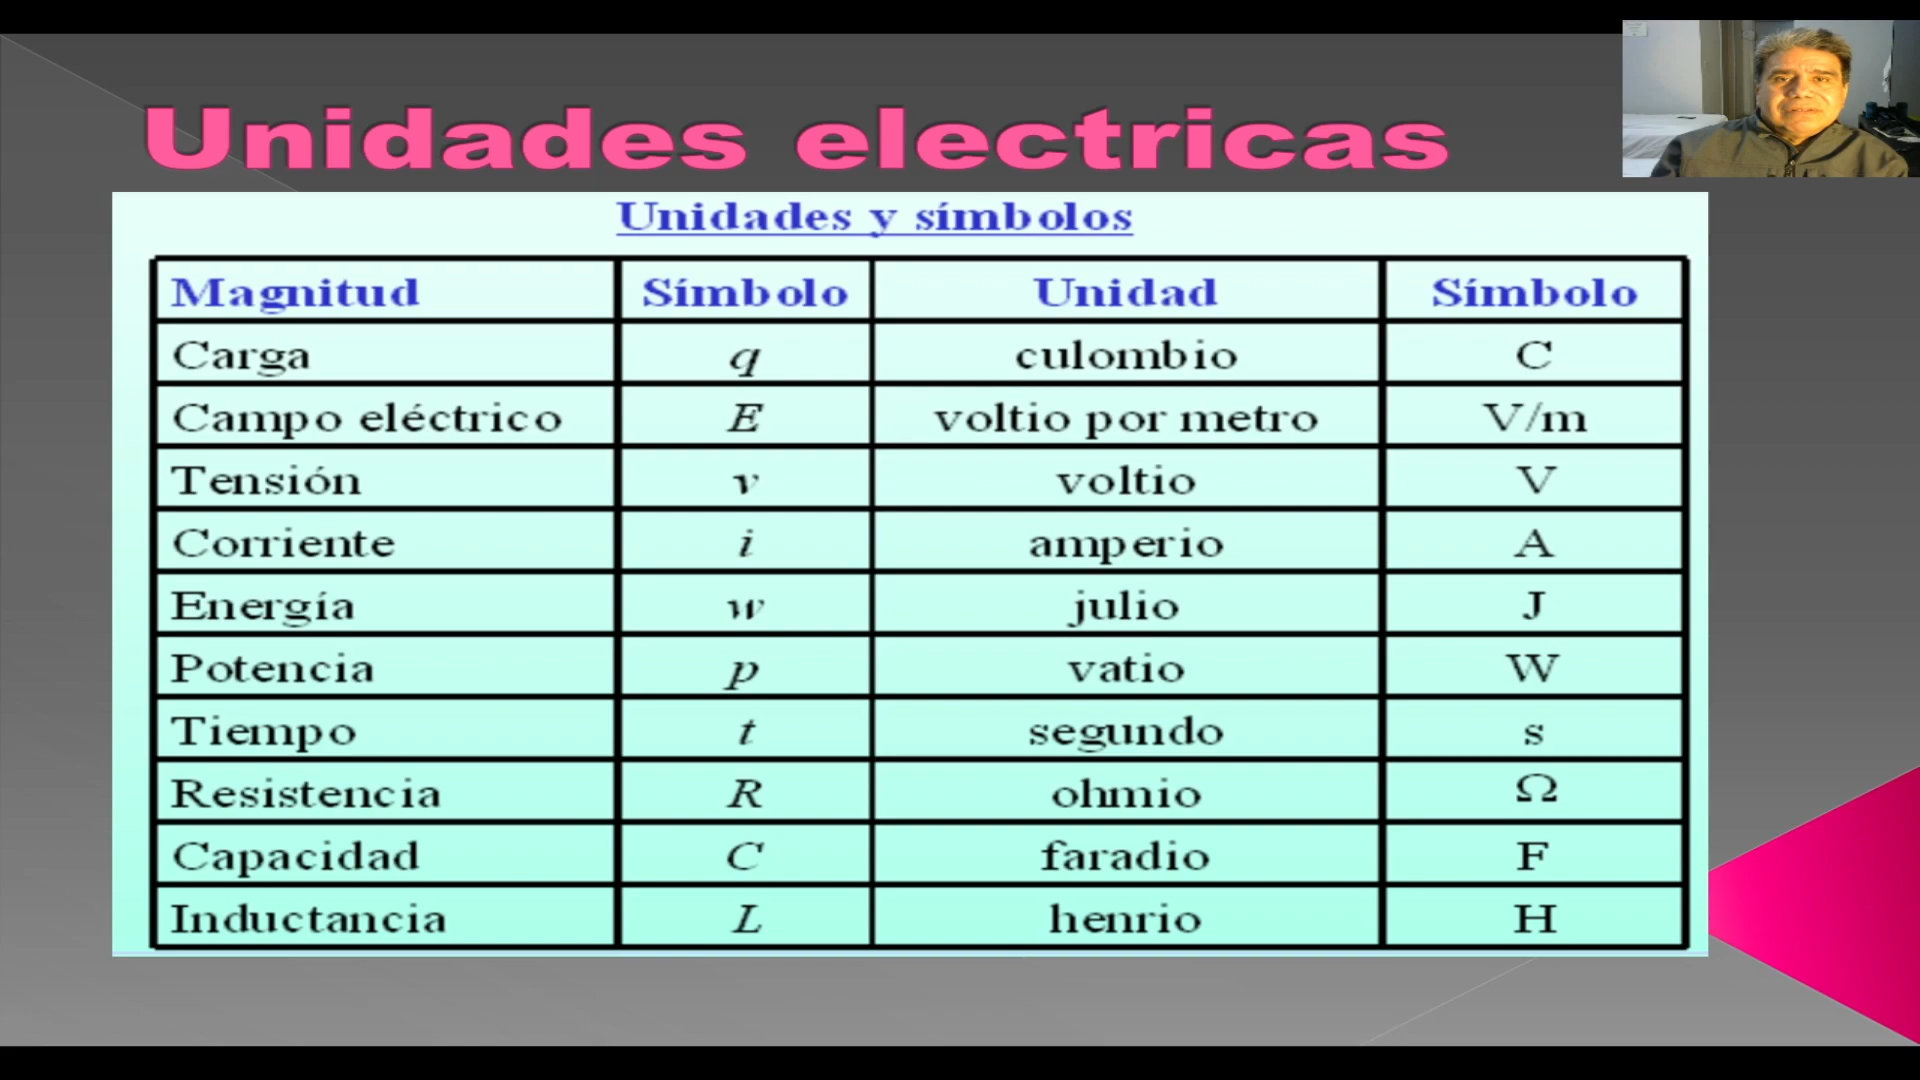 Unidades electricas
Unidades y símbolos
Magnitud Símbolo Unidad Símbolo
Carga q culombio C
Campo eléctrico E voltio por metro V/m
Tensión v voltio V
Corriente i amperio A
Energía w julio J
Potencia p vatio W
Tiempo t segundo s
Resistencia R ohmio Ω
Capacidad C faradio F
Inductancia L henrio H